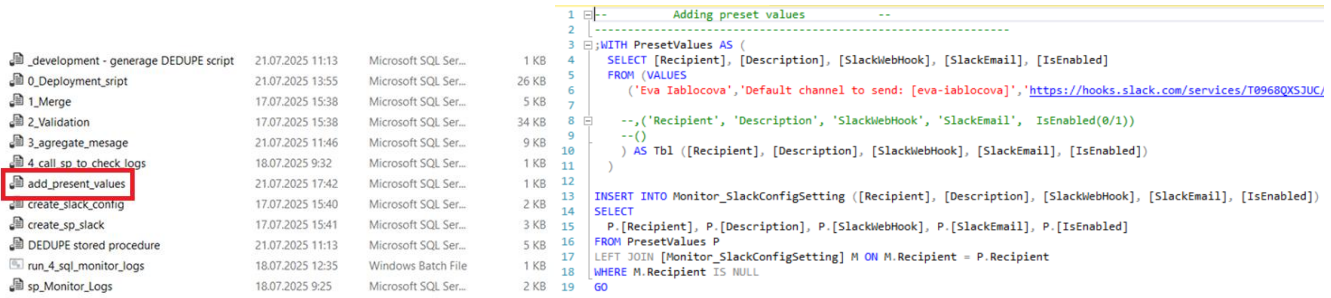 _development - generage DEDUPE script 21.07.2025 11:13 Microsoft SQL Ser... 1 KB
0_Deployment_sript 21.07.2025 13:55 Microsoft SQL Ser... 26 KB
1_Merge 17.07.2025 15:38 Microsoft SQL Ser... 5 KB
2_Validation 17.07.2025 15:38 Microsoft SQL Ser... 34 KB
3_agregate_mesage 21.07.2025 11:46 Microsoft SQL Ser... 9 KB
4_call_sp_to_check_logs 18.07.2025 9:32 Microsoft SQL Ser... 1 KB
add_present_values 21.07.2025 17:42 Microsoft SQL Ser... 1 KB
create_slack_config 17.07.2025 15:40 Microsoft SQL Ser... 2 KB
create_sp_slack 17.07.2025 15:41 Microsoft SQL Ser... 3 KB
DEDUPE stored procedure 21.07.2025 11:13 Microsoft SQL Ser... 5 KB
run_4_sql_monitor_logs 18.07.2025 12:35 Windows Batch File 1 KB
sp_Monitor_Logs 18.07.2025 9:25 Microsoft SQL Ser... 2 KB
1 -- Adding preset values --
2 ----------------------------------------------------------------
3 ;WITH PresetValues AS (
4 SELECT [Recipient], [Description], [SlackWebHook], [SlackEmail], [IsEnabled]
5 FROM (VALUES
6 ('Eva Iablocova','Default channel to send: [eva-iablocova]','https://hooks.slack.com/services/T0968QXSJUC/
7
8 --,('Recipient', 'Description', 'SlackWebHook', 'SlackEmail', IsEnabled(0/1))
9 --()
10 ) AS Tbl ([Recipient], [Description], [SlackWebHook], [SlackEmail], [IsEnabled])
11 )
12
13 INSERT INTO Monitor_SlackConfigSetting ([Recipient], [Description], [SlackWebHook], [SlackEmail], [IsEnabled])
14 SELECT
15 P.[Recipient], P.[Description], P.[SlackWebHook], P.[SlackEmail], P.[IsEnabled]
16 FROM PresetValues P
17 LEFT JOIN [Monitor_SlackConfigSetting] M ON M.Recipient = P.Recipient
18 WHERE M.Recipient IS NULL
19 GO